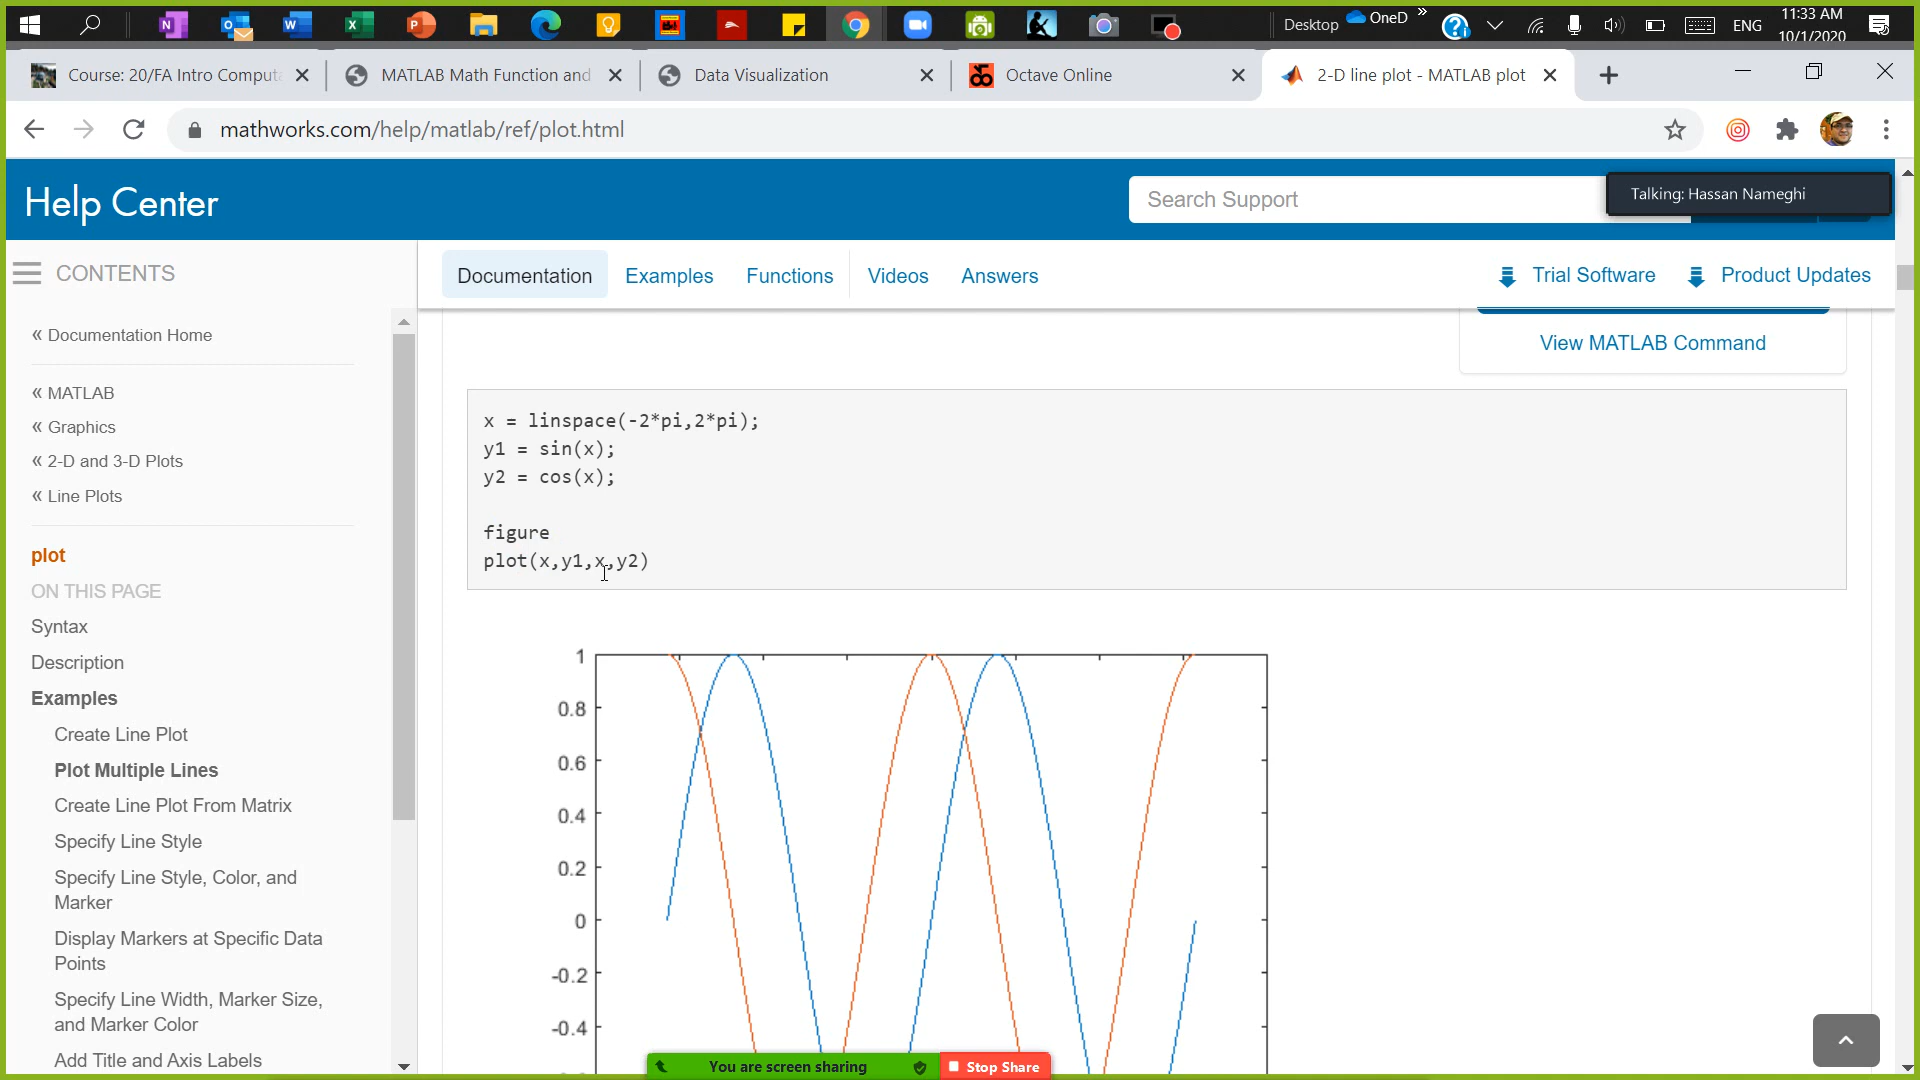 Desktop
OneD
»
ENG
11:33 AM
10/1/2020
Course: 20/FA Intro Computa
MATLAB Math Function and
Data Visualization
Octave Online
2-D line plot - MATLAB plot
mathworks.com/help/matlab/ref/plot.html
Help Center
Search Support
Talking: Hassan Nameghi
CONTENTS
Documentation
Examples
Functions
Videos
Answers
Trial Software
Product Updates
« Documentation Home
« MATLAB
« Graphics
« 2-D and 3-D Plots
« Line Plots
plot
ON THIS PAGE
Syntax
Description
Examples
Create Line Plot
Plot Multiple Lines
Create Line Plot From Matrix
Specify Line Style
Specify Line Style, Color, and
Marker
Display Markers at Specific Data
Points
Specify Line Width, Marker Size,
and Marker Color
Add Title and Axis Labels
View MATLAB Command
x = linspace(-2*pi,2*pi);
y1 = sin(x);
y2 = cos(x);
figure
plot(x,y1,x,y2)
1
0.8
0.6
0.4
0.2
0
-0.2
-0.4
You are screen sharing
Stop Share